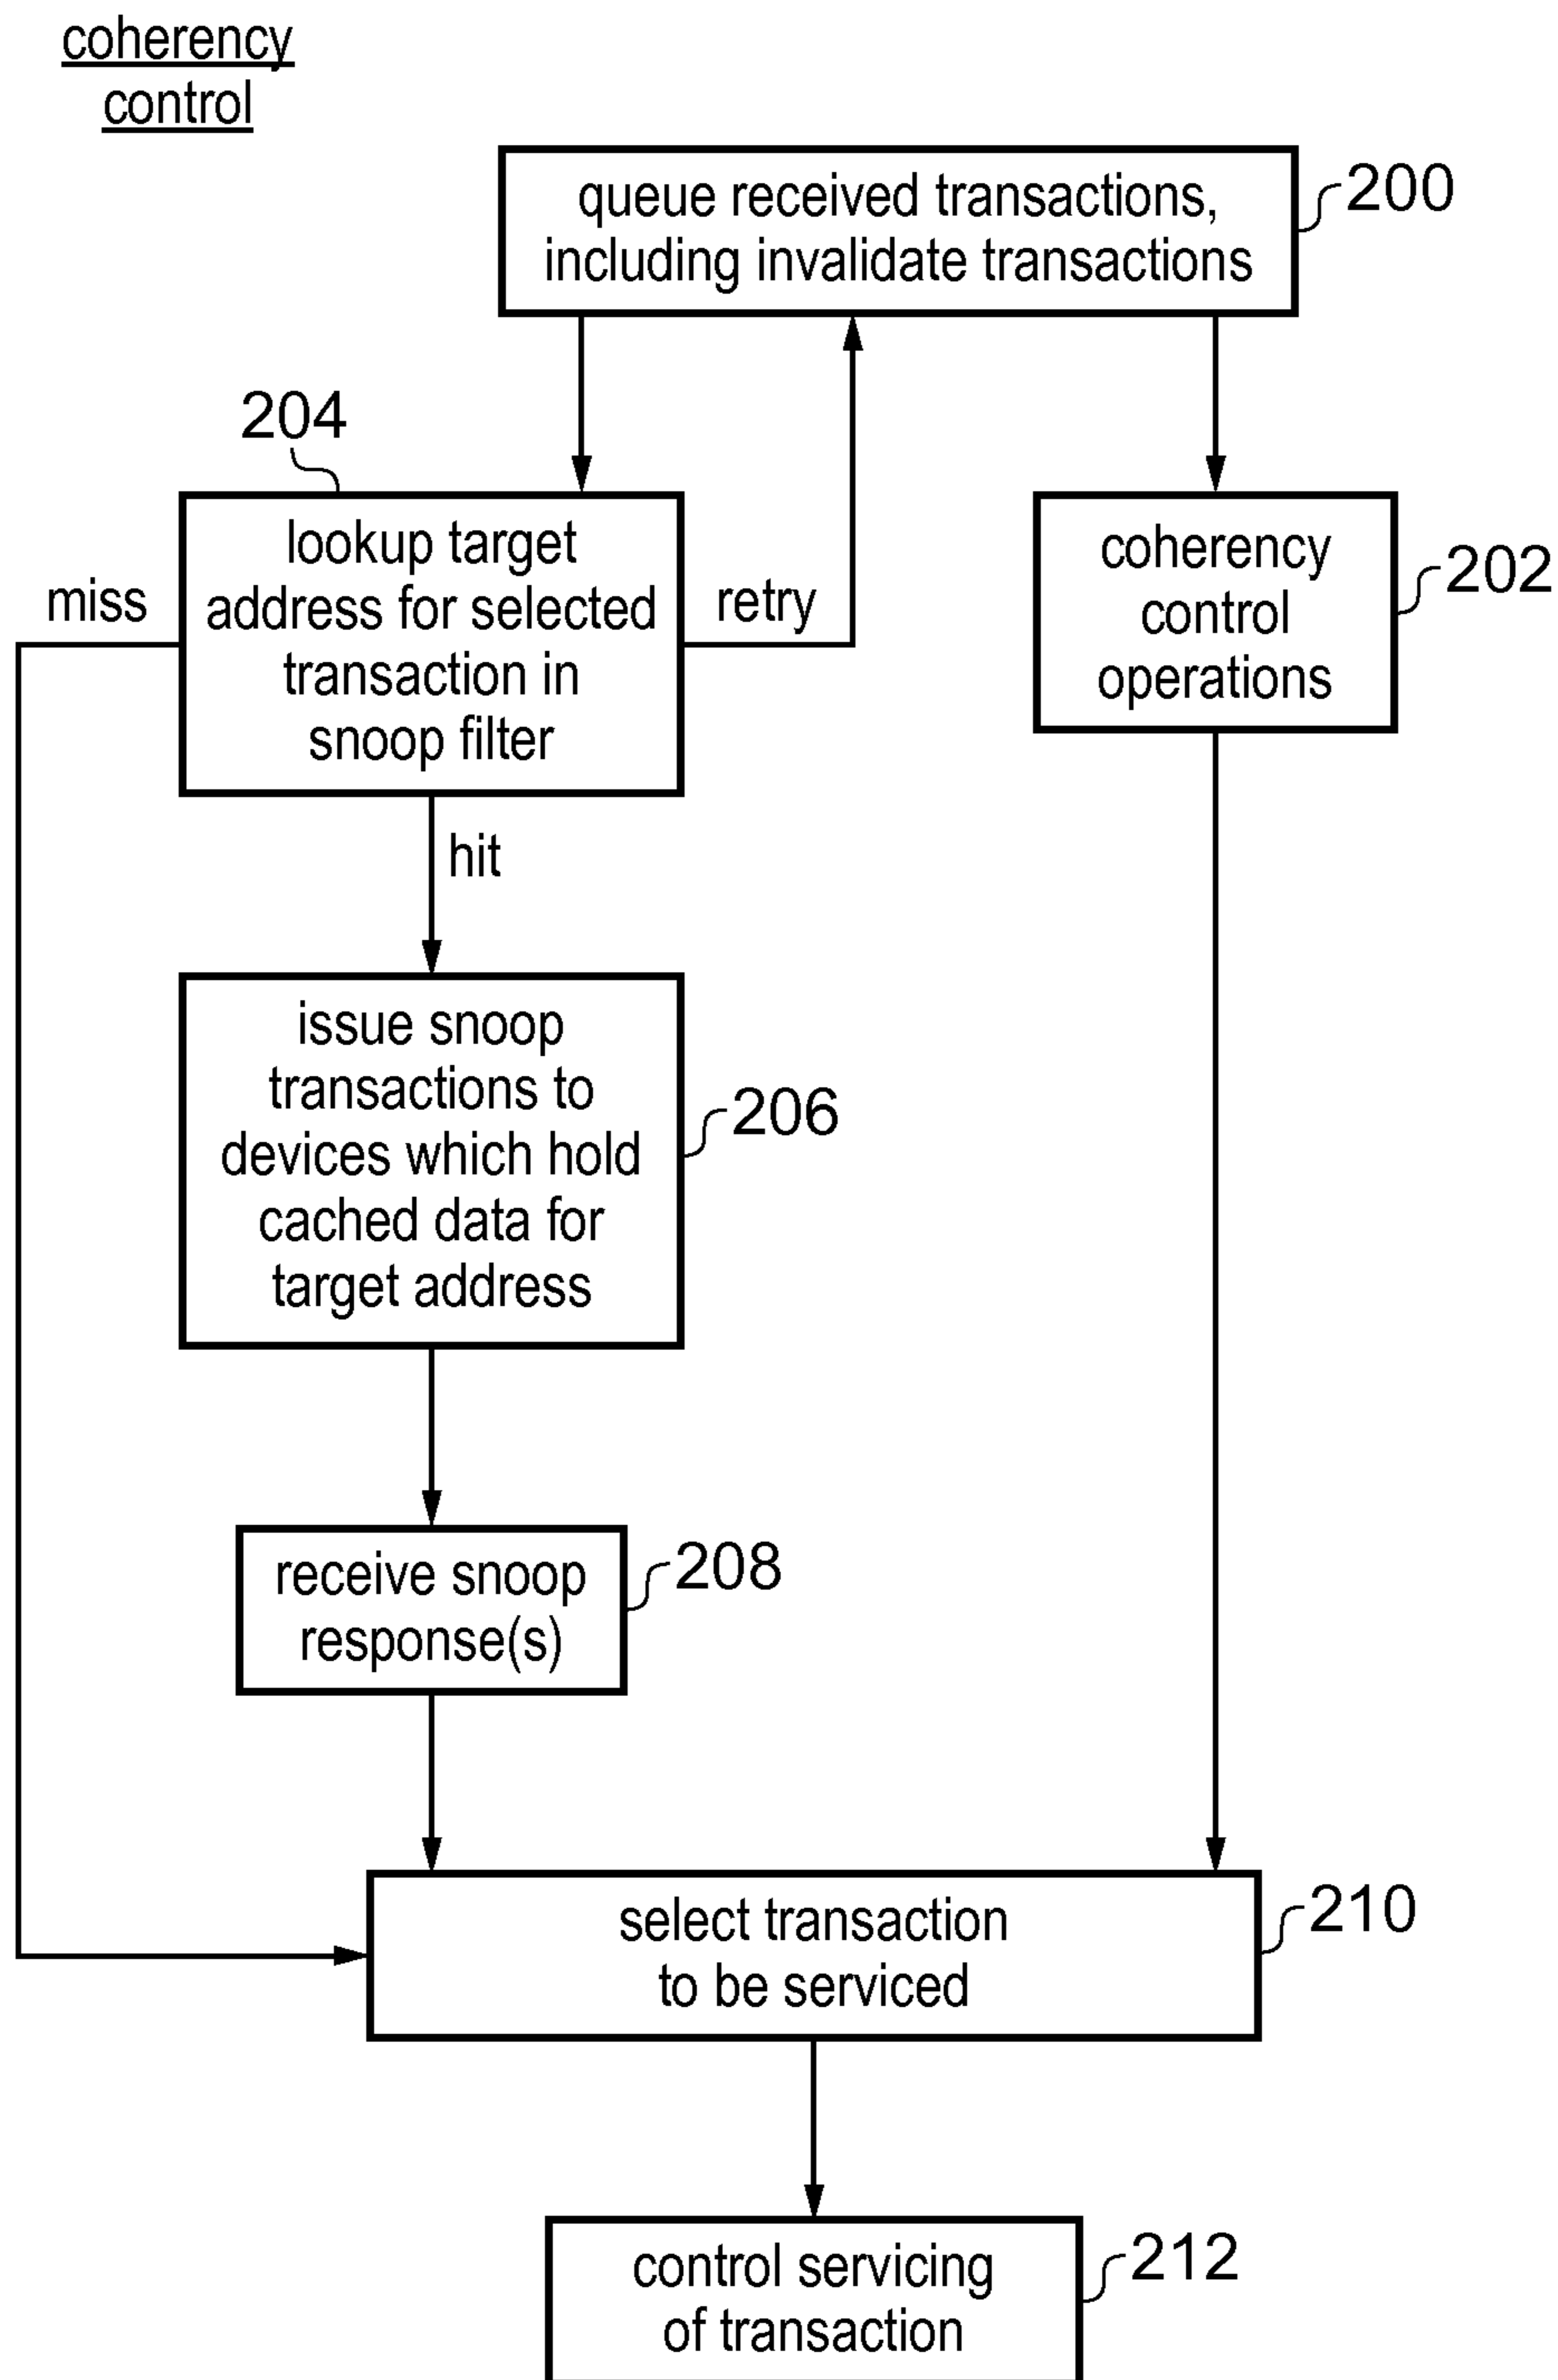 coherency
control
queue received transactions,
including invalidate transactions
200
204
lookup target
address for selected
transaction in
snoop filter
miss
retry
coherency
control
operations
202
hit
issue snoop
transactions to
devices which hold
cached data for
target address
206
receive snoop
response(s)
208
select transaction
to be serviced
210
control servicing
of transaction
212